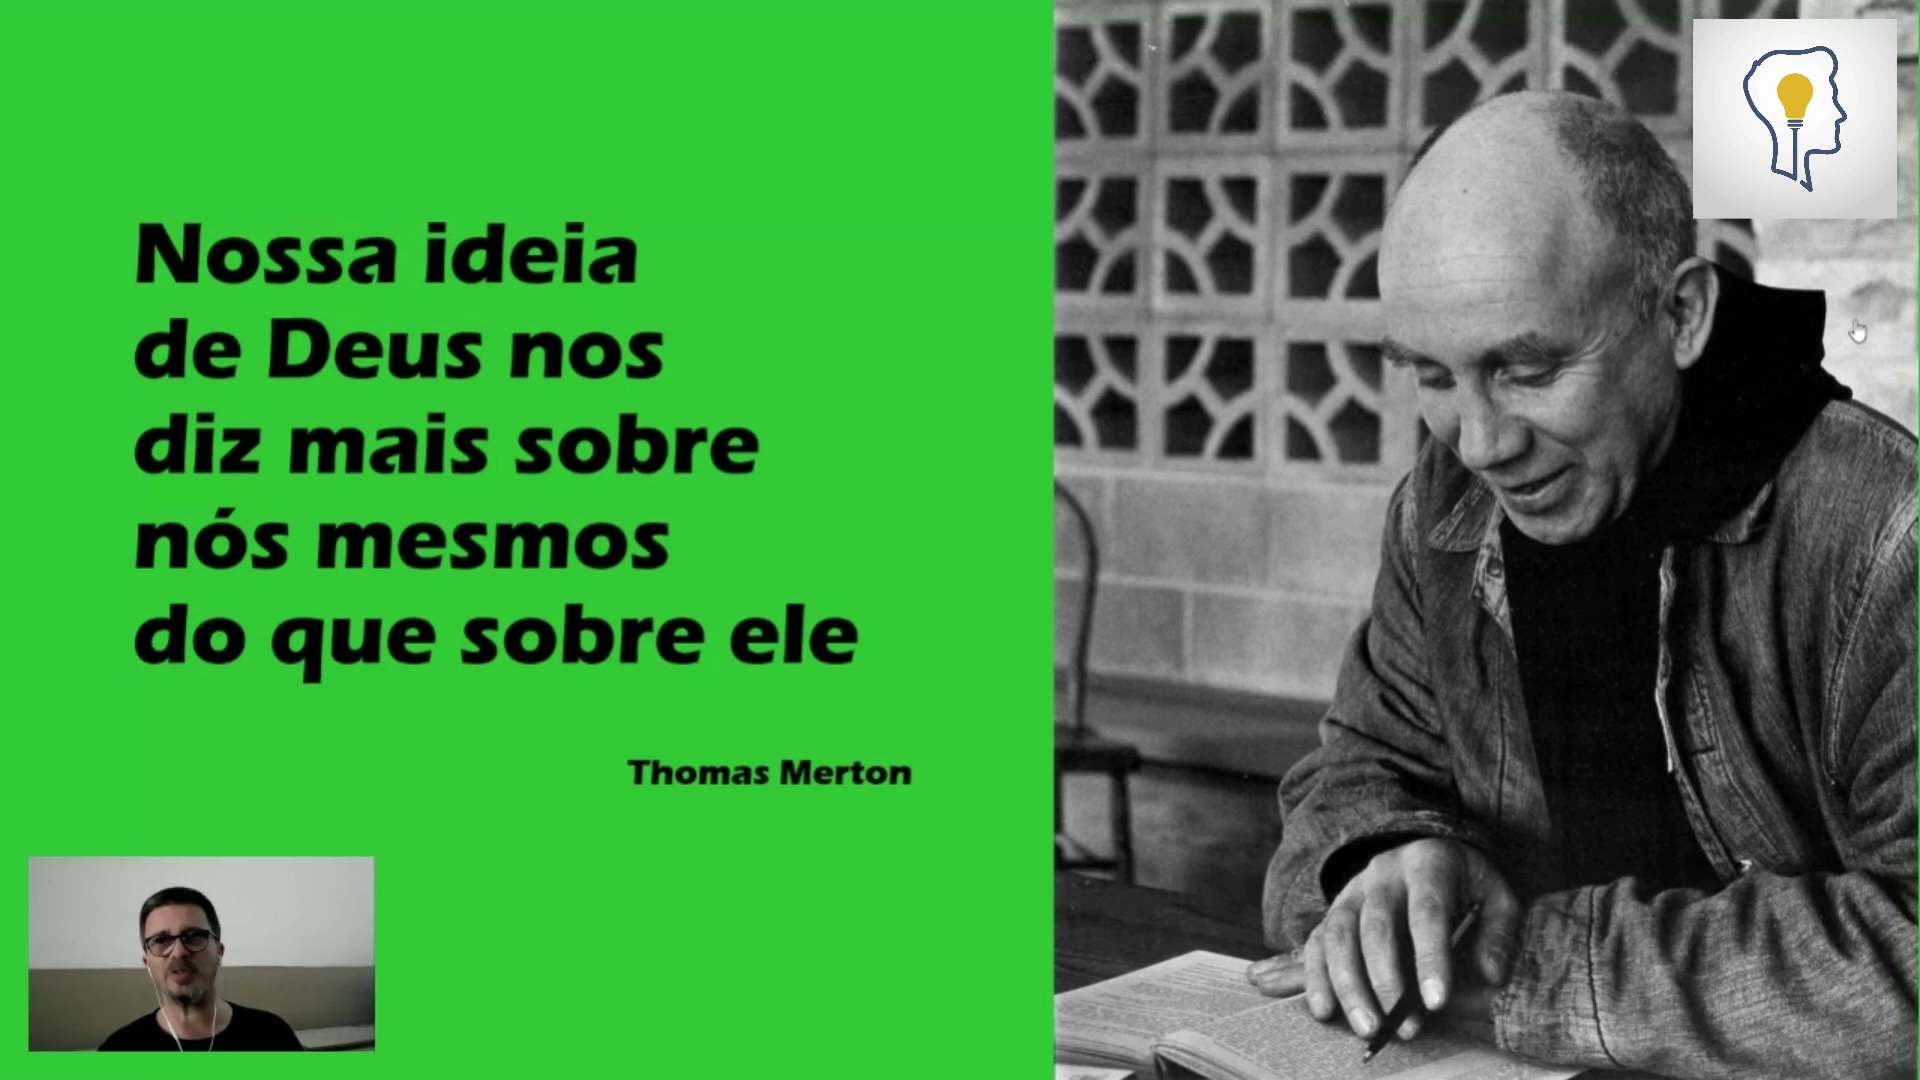 Nossa ideia
de Deus nos
diz mais sobre
nós mesmos
do que sobre ele
Thomas Merton